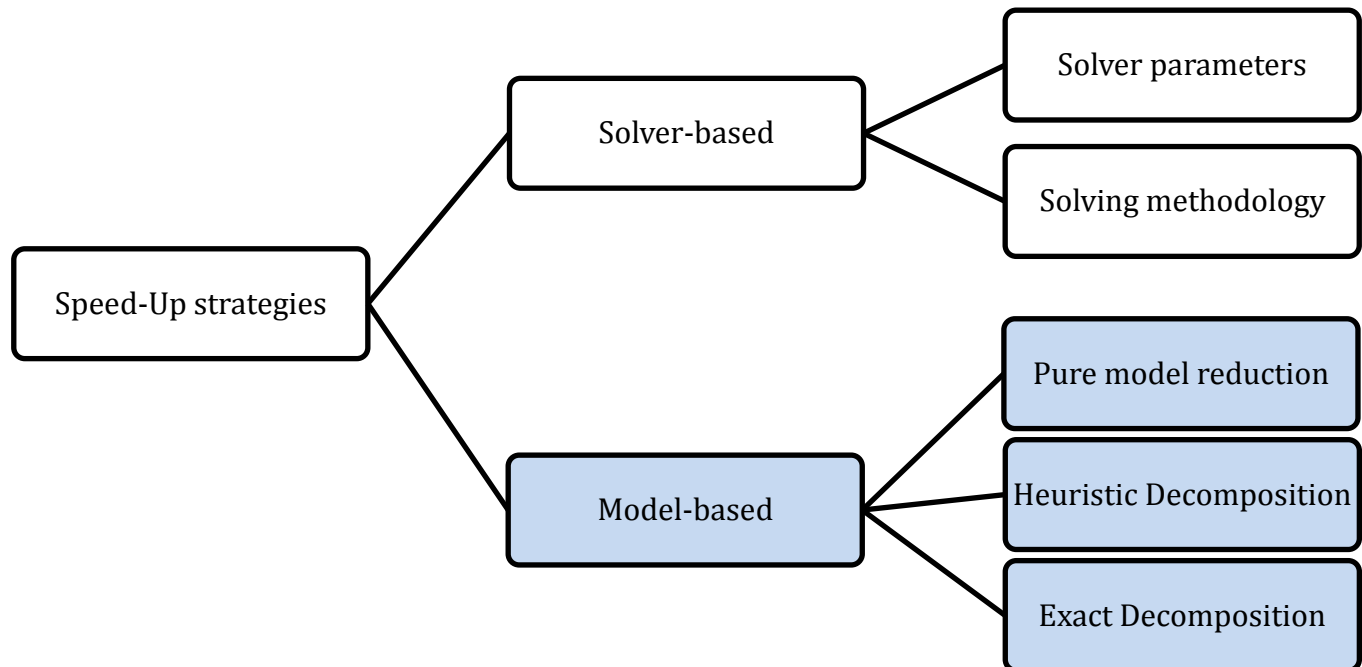 Solver parameters
Solver-based
Solving methodology
Speed-Up strategies
Pure model reduction
Heuristic Decomposition
Model-based
Exact Decomposition